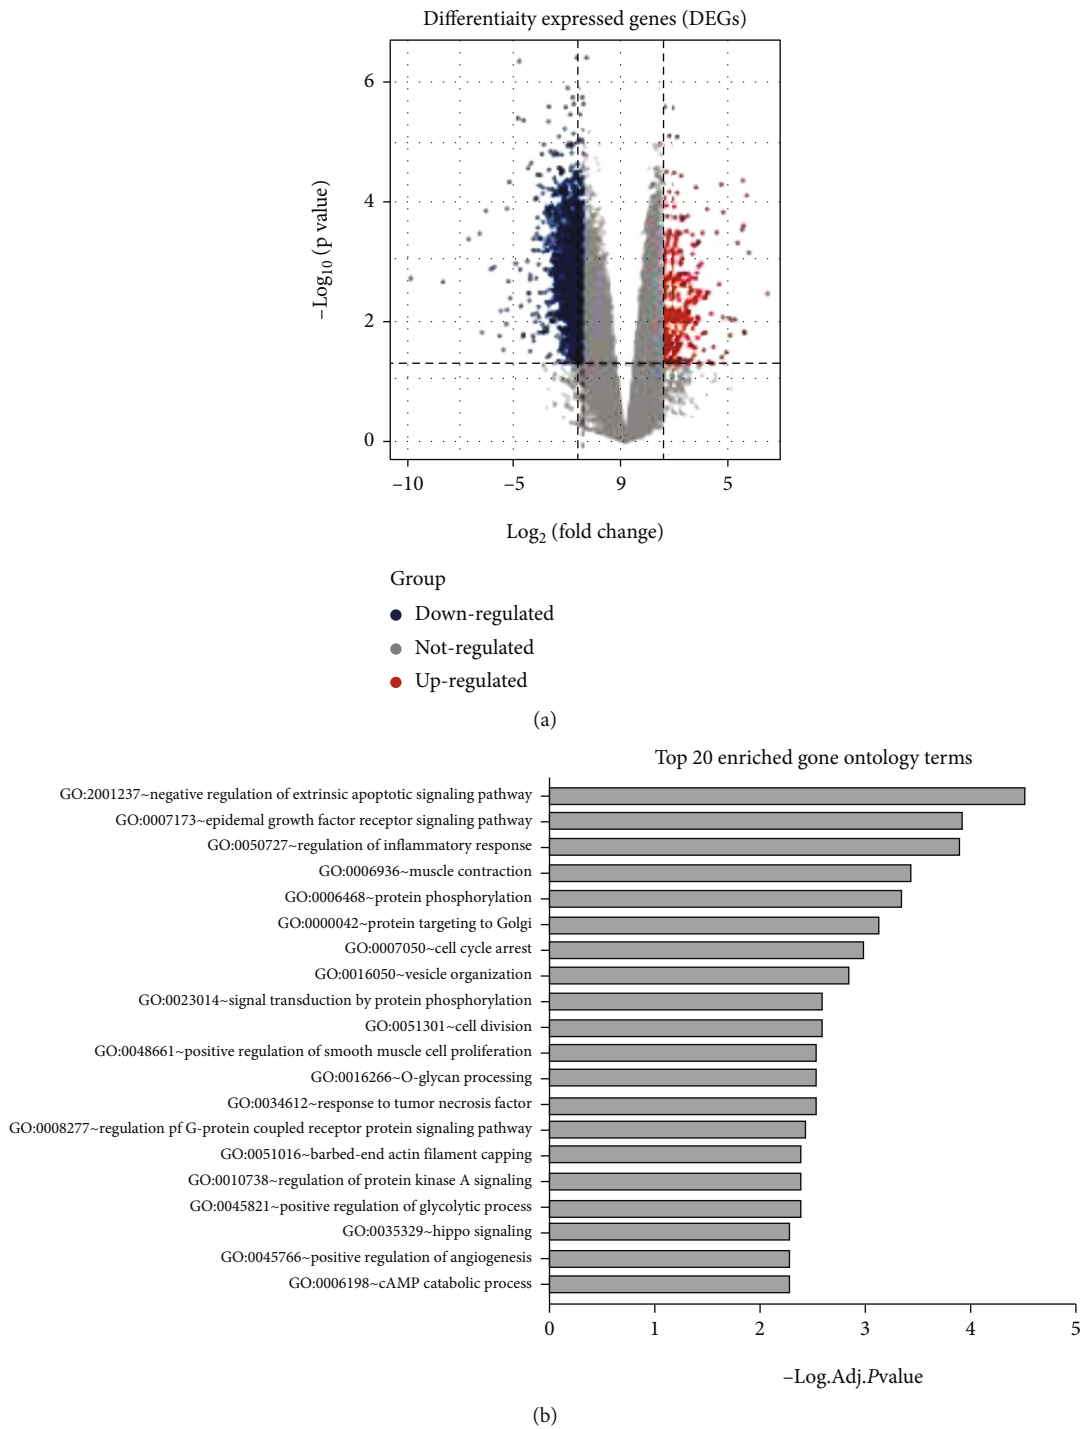 Differentiaity expressed genes (DEGs)
6
4
2
0
–Log10 (p value)
–10
–5
9
5
Log2 (fold change)
Group
Down-regulated
Not-regulated
Up-regulated
(a)
Top 20 enriched gone ontology terms
GO:2001237~negative regulation of extrinsic apoptotic signaling pathway
GO:0007173~epidemal growth factor receptor signaling pathway
GO:0050727~regulation of inflammatory response
GO:0006936~muscle contraction
GO:0006468~protein phosphorylation
GO:0000042~protein targeting to Golgi
GO:0007050~cell cycle arrest
GO:0016050~vesicle organization
GO:0023014~signal transduction by protein phosphorylation
GO:0051301~cell division
GO:0048661~positive regulation of smooth muscle cell proliferation
GO:0016266~O-glycan processing
GO:0034612~response to tumor necrosis factor
GO:0008277~regulation pf G-protein coupled receptor protein signaling pathway
GO:0051016~barbed-end actin filament capping
GO:0010738~regulation of protein kinase A signaling
GO:0045821~positive regulation of glycolytic process
GO:0035329~hippo signaling
GO:0045766~positive regulation of angiogenesis
GO:0006198~cAMP catabolic process
0
1
2
3
4
5
–Log.Adj.Pvalue
(b)